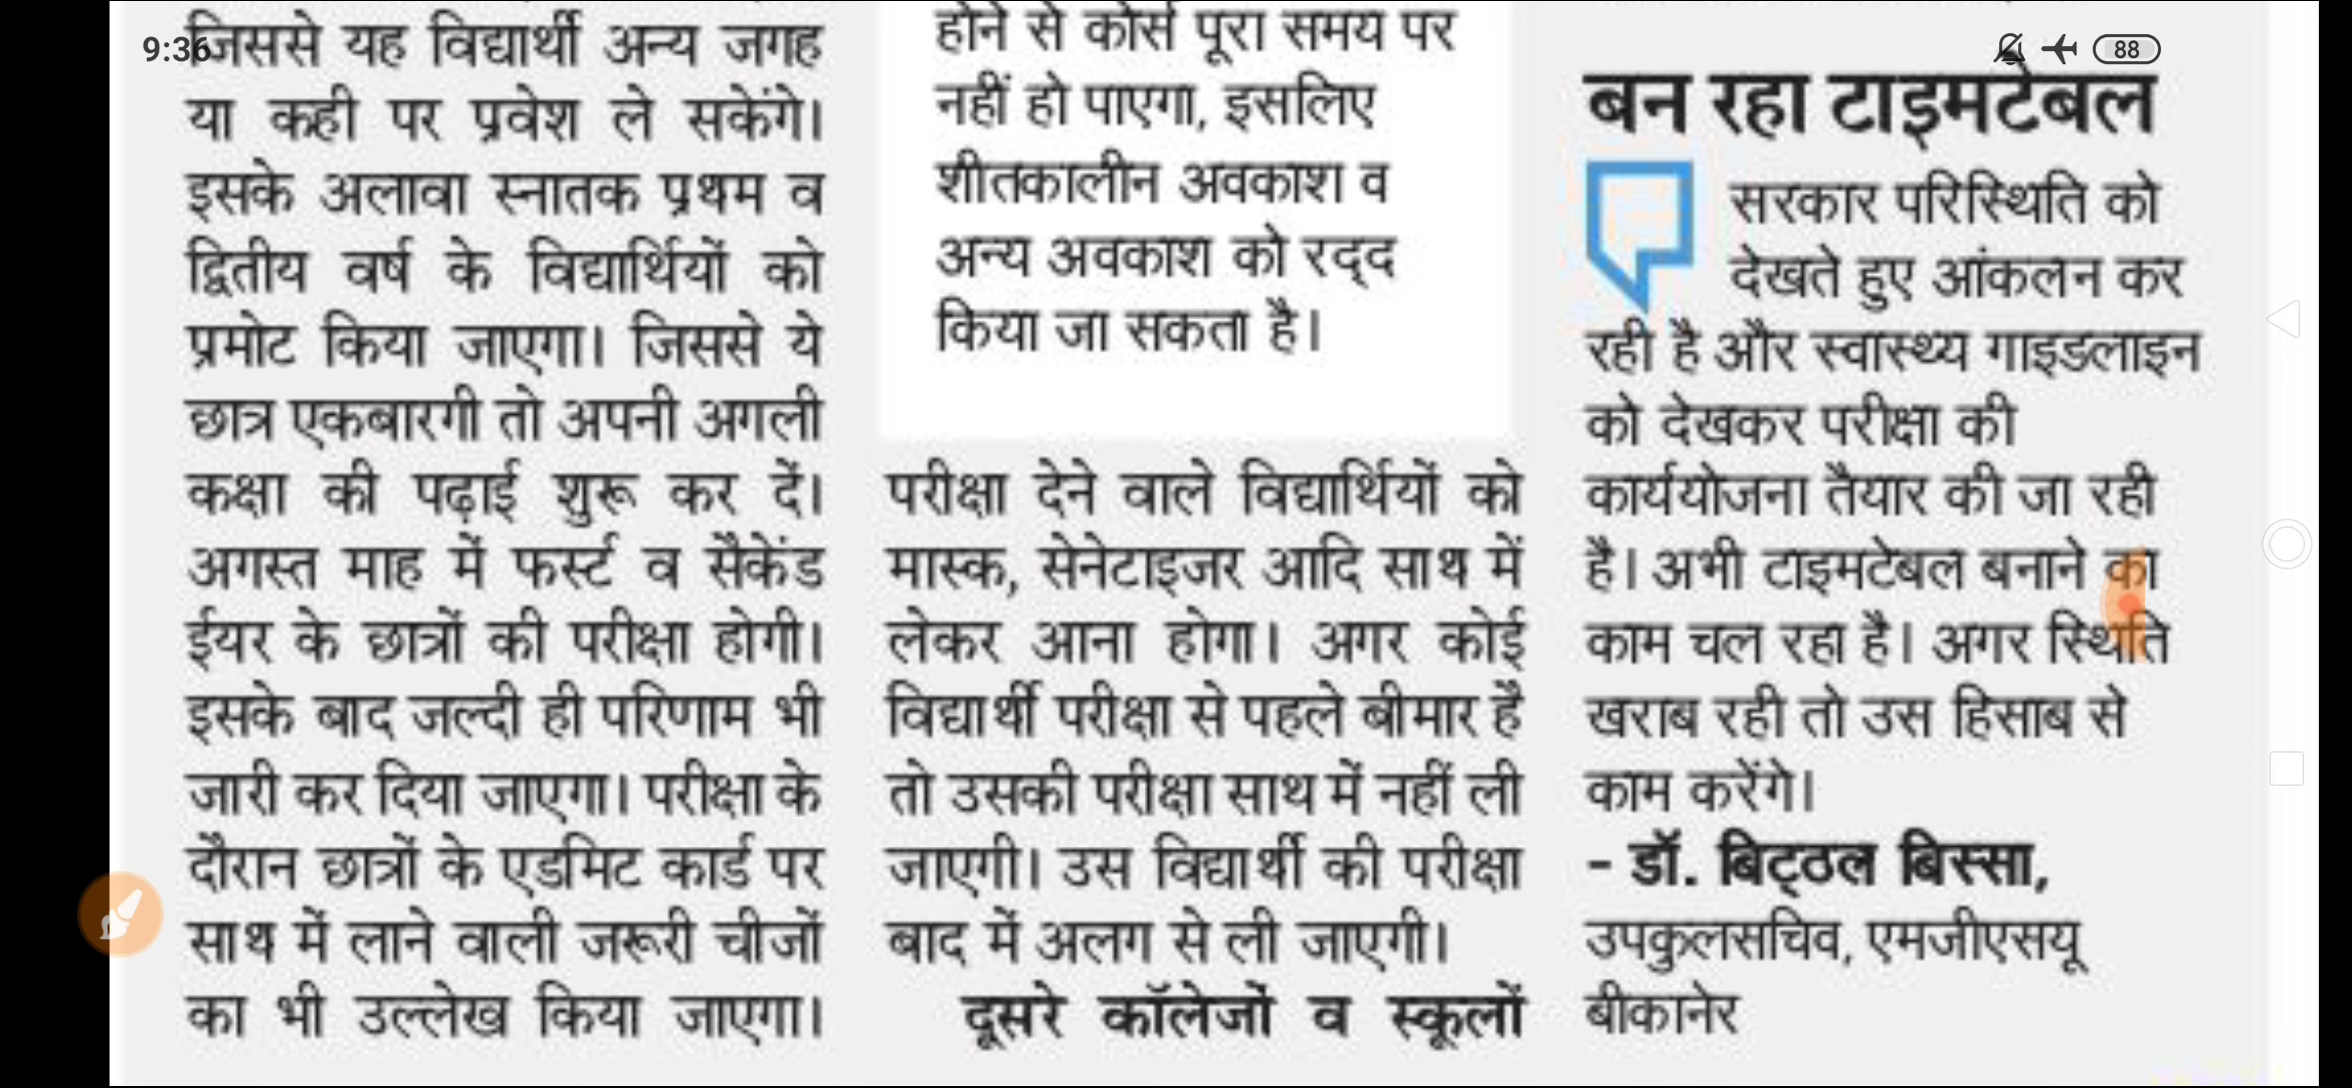 9:36
88
जिससे यह विद्यार्थी अन्य जगह
या कही पर प्रवेश ले सकेंगे।
इसके अलावा स्नातक प्रथम व
द्वितीय वर्ष के विद्यार्थियों को
प्रमोट किया जाएगा। जिससे ये
छात्र एकबारगी तो अपनी अगली
कक्षा की पढ़ाई शुरू कर दें।
अगस्त माह में फर्स्ट व सैकेंड
ईयर के छात्रों की परीक्षा होगी।
इसके बाद जल्दी ही परिणाम भी
जारी कर दिया जाएगा। परीक्षा के
दौरान छात्रों के एडमिट कार्ड पर
साथ में लाने वाली जरूरी चीजों
का भी उल्लेख किया जाएगा।
होने से कोर्स पूरा समय पर
नहीं हो पाएगा, इसलिए
शीतकालीन अवकाश व
अन्य अवकाश को रद्द
किया जा सकता है।
परीक्षा देने वाले विद्यार्थियों को
मास्क, सेनेटाइजर आदि साथ में
लेकर आना होगा। अगर कोई
विद्यार्थी परीक्षा से पहले बीमार है
तो उसकी परीक्षा साथ में नहीं ली
जाएगी। उस विद्यार्थी की परीक्षा
बाद में अलग से ली जाएगी।
दूसरे कॉलेजों व स्कूलों
बन रहा टाइमटेबल
सरकार परिस्थिति को
देखते हुए आंकलन कर
रही है और स्वास्थ्य गाइडलाइन
को देखकर परीक्षा की
कार्ययोजना तैयार की जा रही
है। अभी टाइमटेबल बनाने का
काम चल रहा है। अगर स्थिति
खराब रही तो उस हिसाब से
काम करेंगे।
- डॉ. बिट्ठल बिस्सा,
उपकुलसचिव, एमजीएसयू
बीकानेर